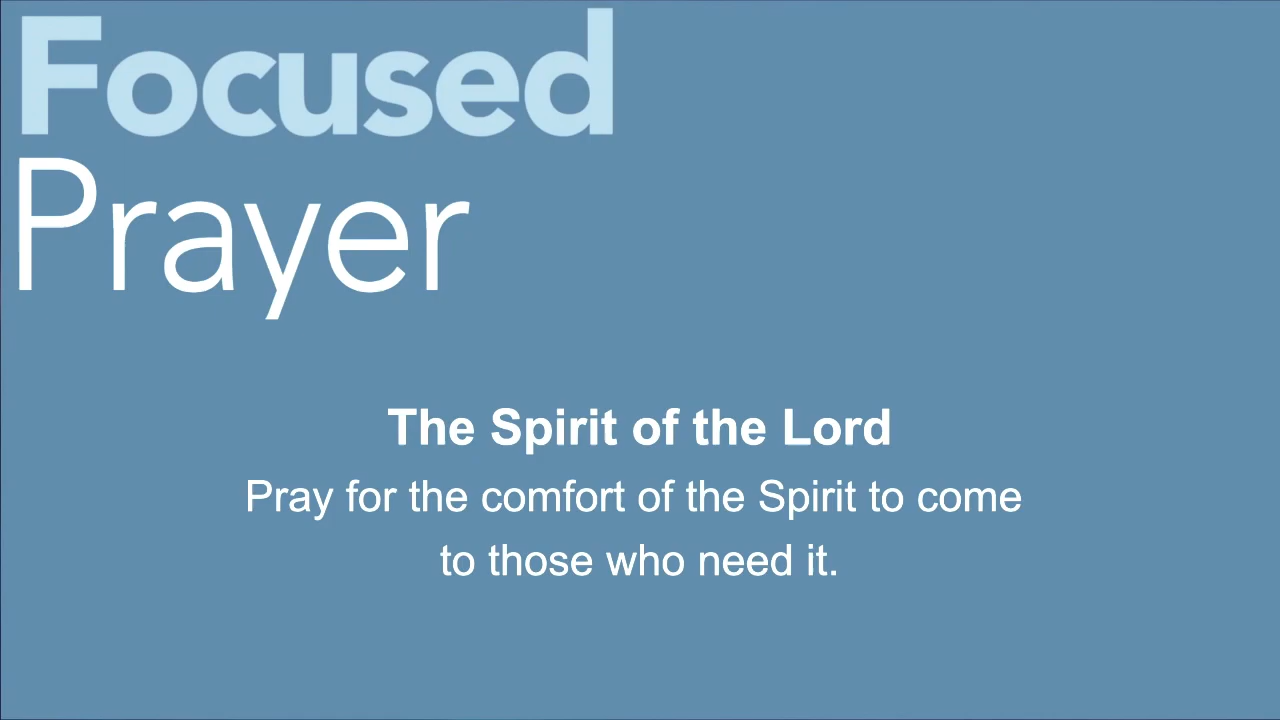 Focused
Prayer
The Spirit of the Lord
Pray for the comfort of the Spirit to come
to those who need it.